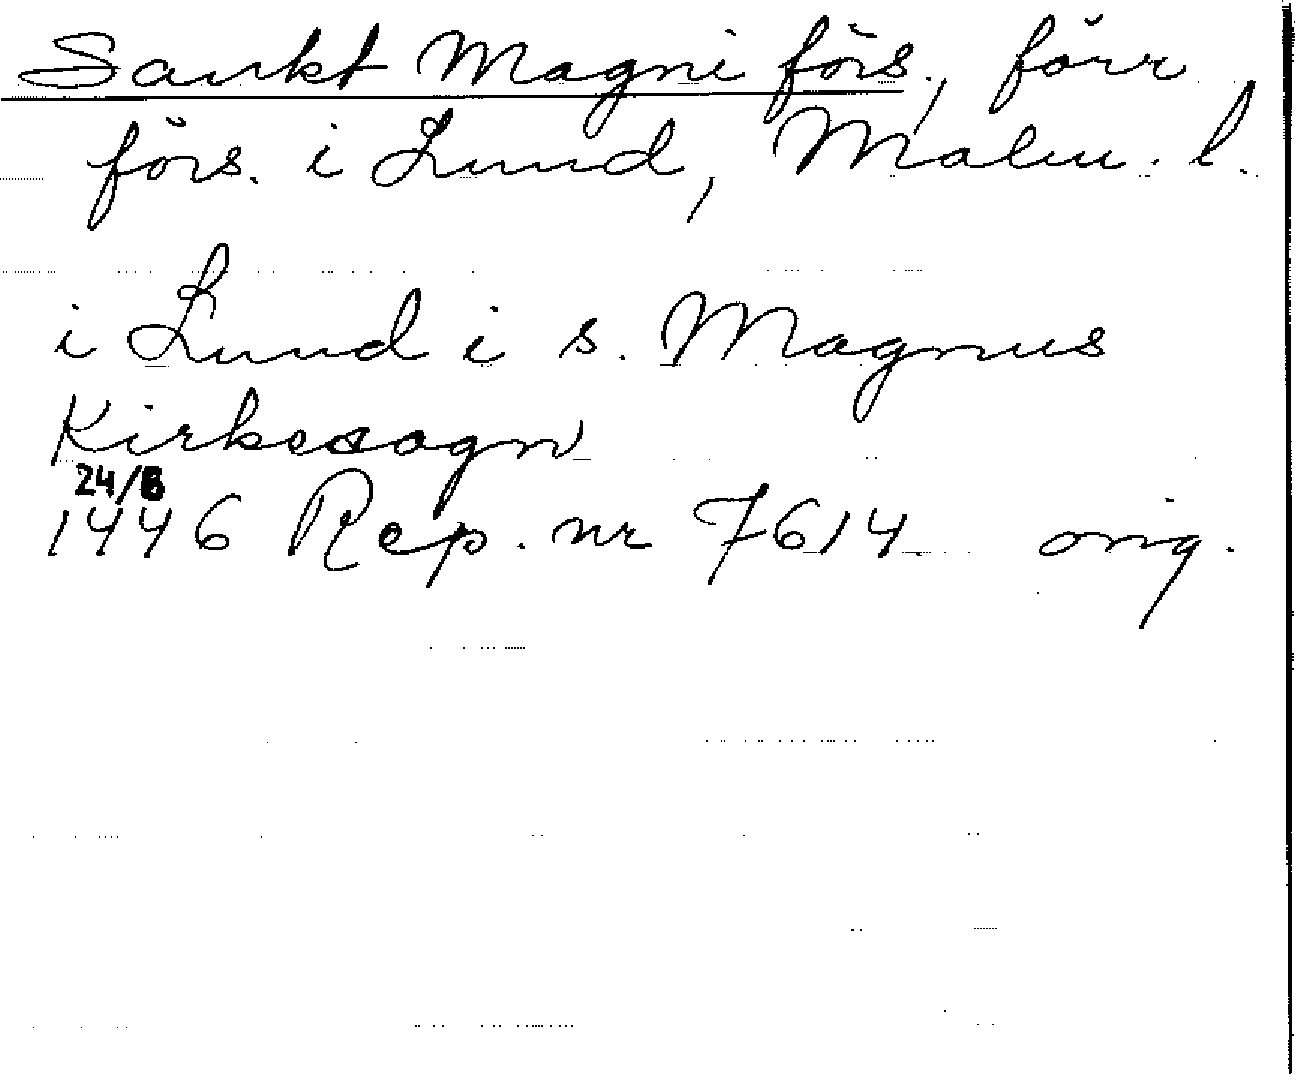 Sankt Magni förs., förr
förs. i Lund, Malm. l.
i Lund i s. Magnus
Kirkesogn
24/8
1446 Rep. nr 7614 orig.